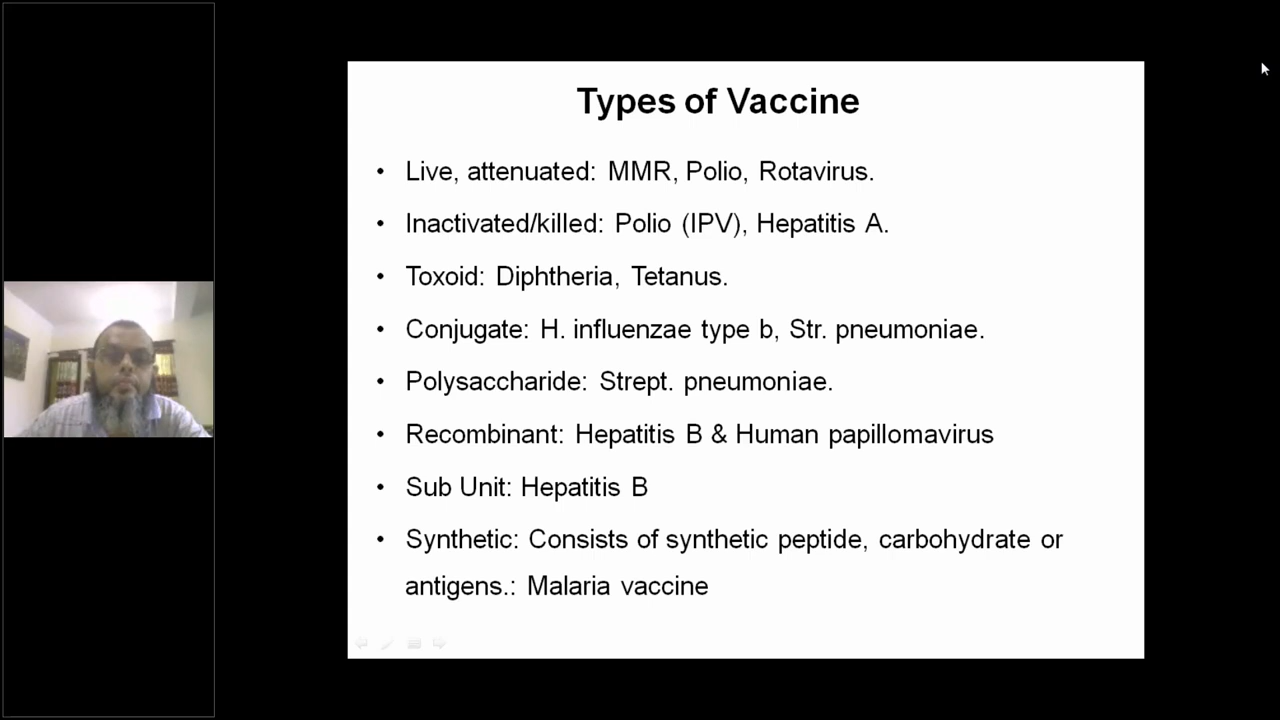 Types of Vaccine
• Live, attenuated: MMR, Polio, Rotavirus.
• Inactivated/killed: Polio (IPV), Hepatitis A.
• Toxoid: Diphtheria, Tetanus.
• Conjugate: H. influenzae type b, Str. pneumoniae.
• Polysaccharide: Strept. pneumoniae.
• Recombinant: Hepatitis B & Human papillomavirus
• Sub Unit: Hepatitis B
• Synthetic: Consists of synthetic peptide, carbohydrate or
antigens.: Malaria vaccine